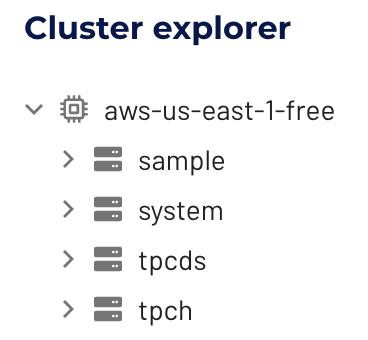 Cluster explorer
aws-us-east-1-free
sample
system
tpcds
tpch